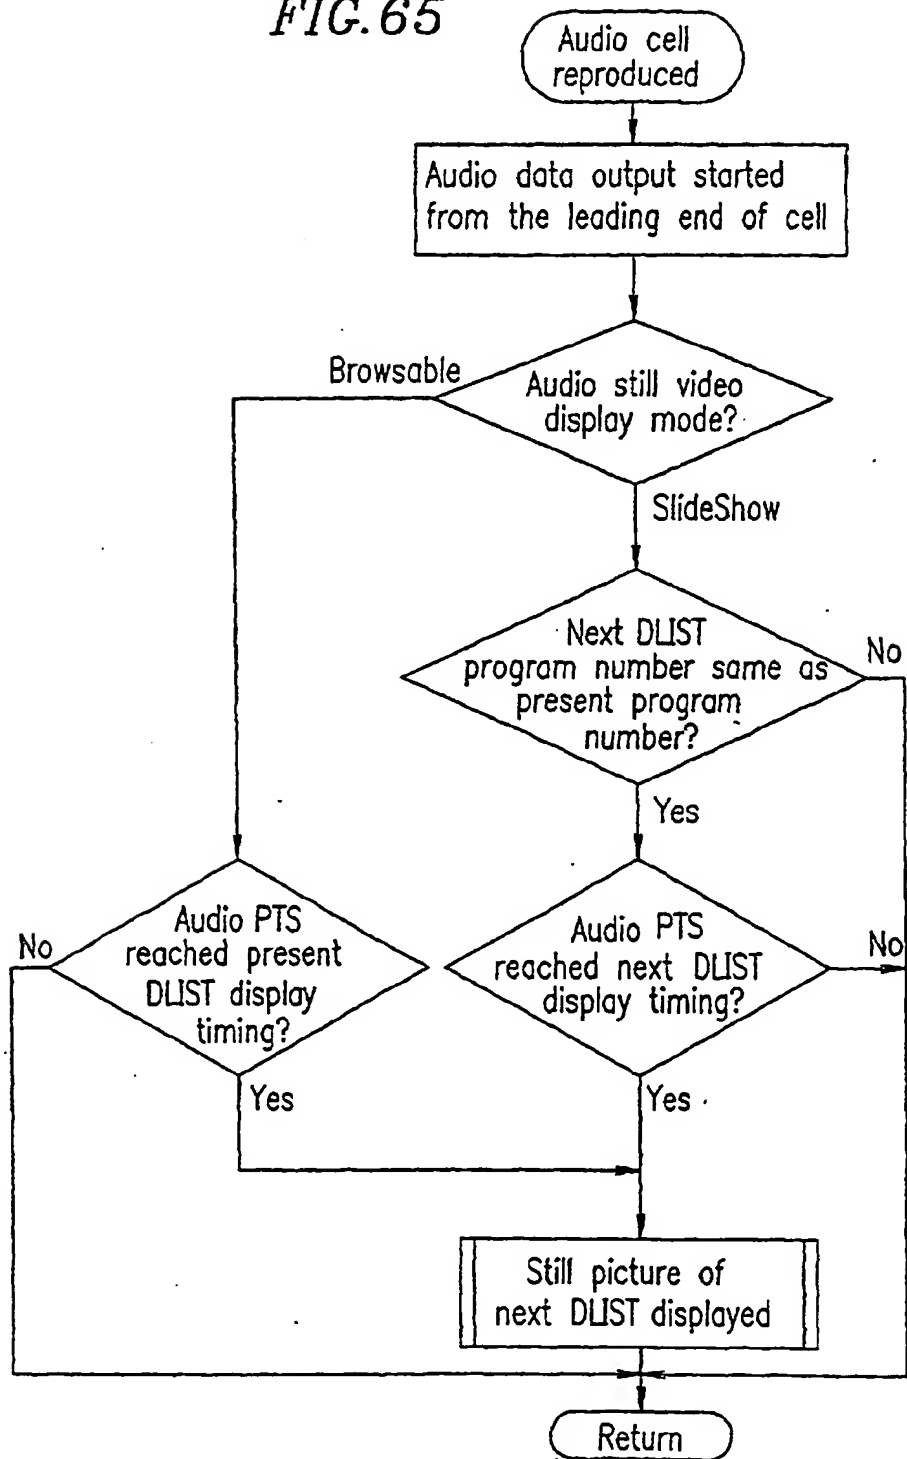 FIG.65
Audio cell
reproduced
Audio data output started
from the leading end of cell
Browsable
Audio still video
display mode?
SlideShow
Next DLIST
program number same as
present program
number?
No
Yes
Audio PTS
reached present
DLIST display
timing?
No
Yes
Audio PTS
reached next DLIST
display timing?
No
Yes
Still picture of
next DLIST displayed
Return